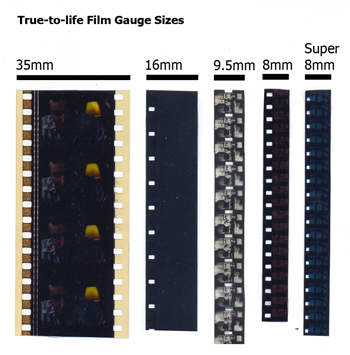 True-to-life Film Gauge Sizes
35mm
16mm
9.5mm
8mm
Super
8mm